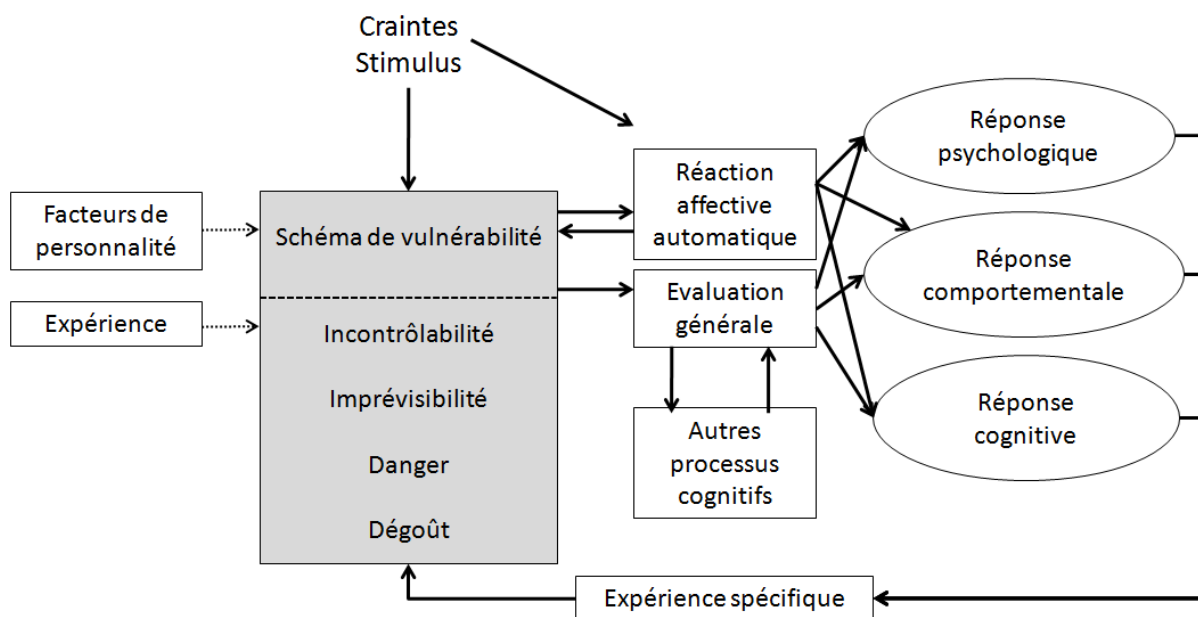 Craintes
Stimulus
Facteurs de
personnalité
Expérience
Schéma de vulnérabilité
Incontrôlabilité
Imprévisibilité
Danger
Dégoût
Réaction
affective
automatique
Evaluation
générale
Autres
processus
cognitifs
Réponse
psychologique
Réponse
comportementale
Réponse
cognitive
Expérience spécifique